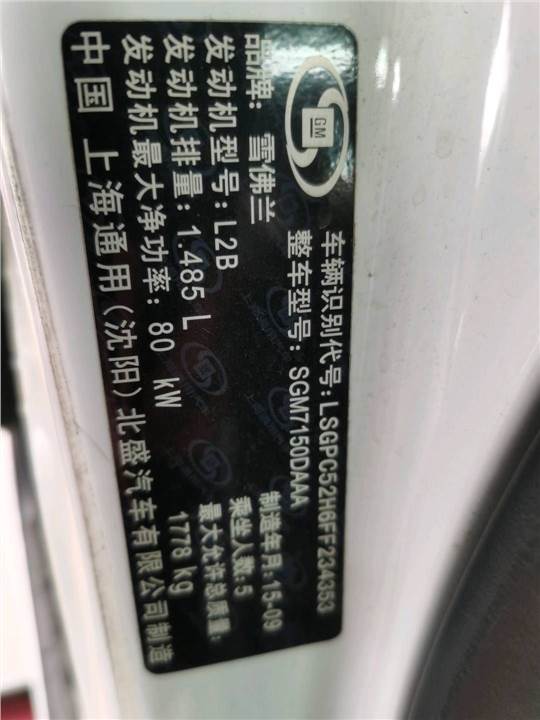 GM
车辆识别代号:LSGPC52H6FF234353
整车型号:SGM7150DAAA
品牌:雪佛兰
制造年月:15-09
发动机型号:L2B
乘坐人数:5
发动机排量:1.485 L
最大允许总质量:
发动机最大净功率:80 kW
1778 kg
中国 上海通用(沈阳)北盛汽车有限公司制造